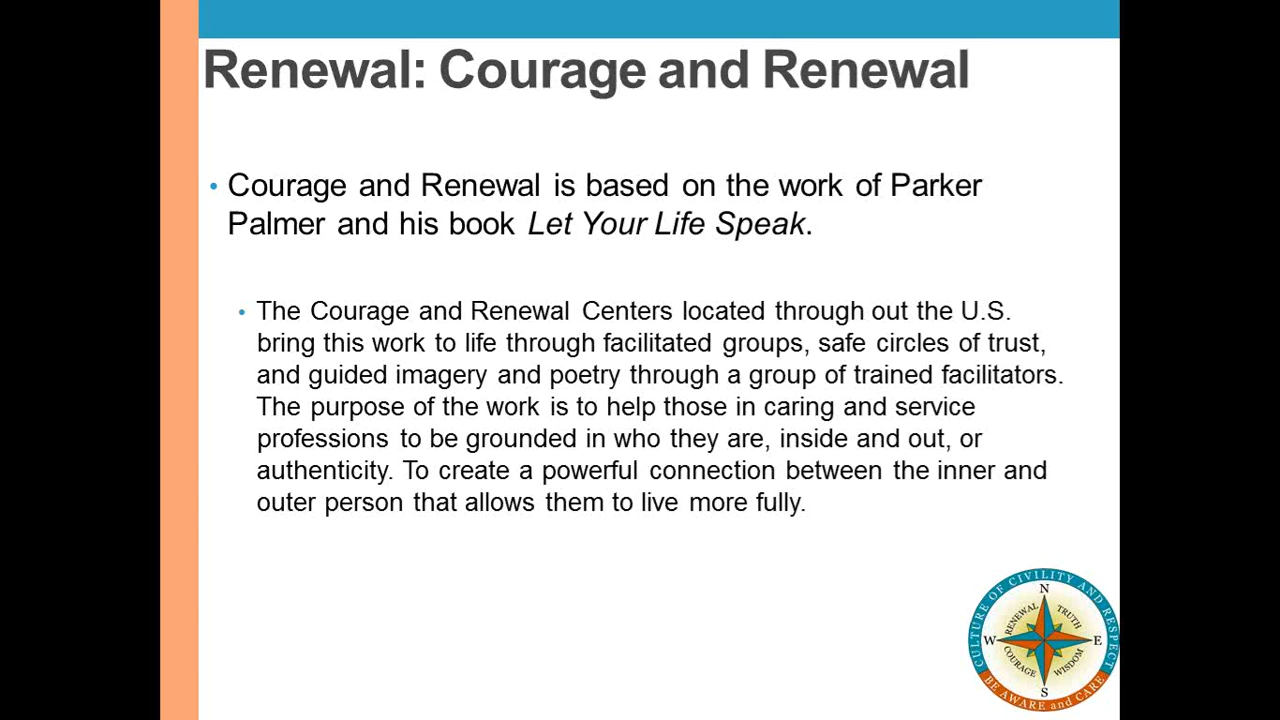 Renewal: Courage and Renewal
• Courage and Renewal is based on the work of Parker
Palmer and his book Let Your Life Speak.
• The Courage and Renewal Centers located through out the U.S.
bring this work to life through facilitated groups, safe circles of trust,
and guided imagery and poetry through a group of trained facilitators.
The purpose of the work is to help those in caring and service
professions to be grounded in who they are, inside and out, or
authenticity. To create a powerful connection between the inner and
outer person that allows them to live more fully.
CULTURE OF CIVILITY AND RESPECT
N
RENEWAL TRUTH
W E
COURAGE WISDOM
S
BE AWARE and CARE